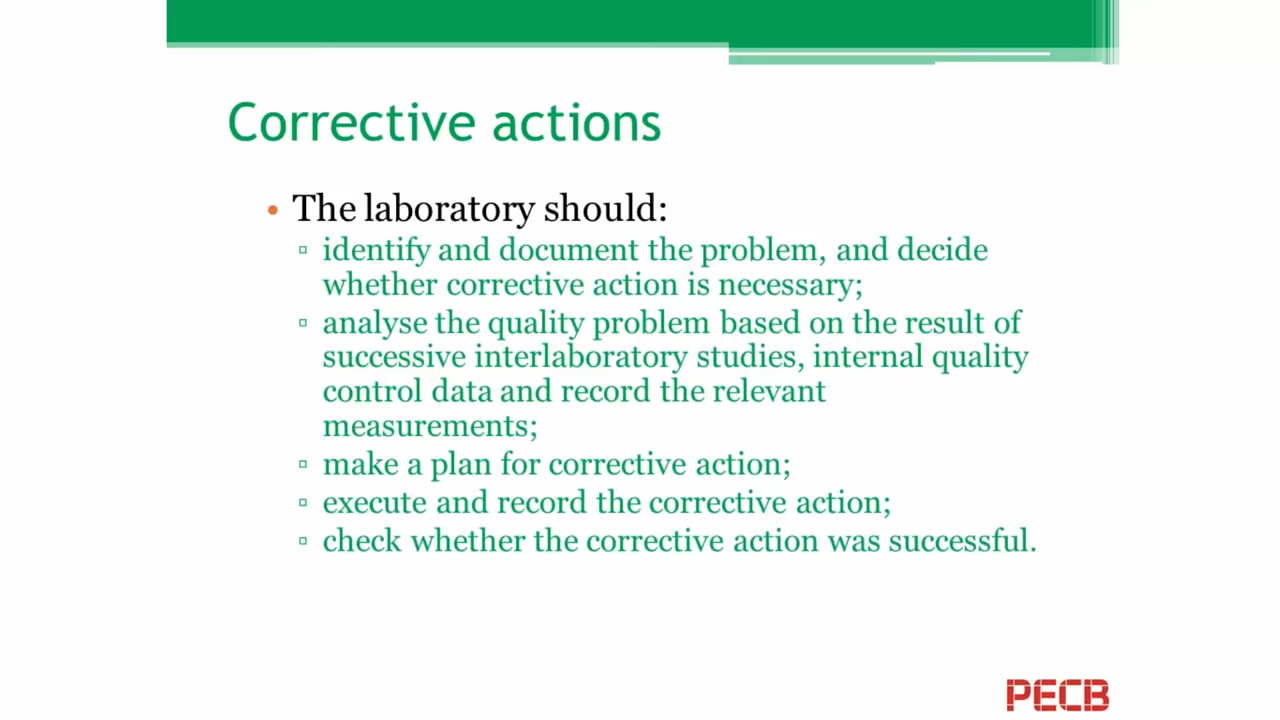 Corrective actions
• The laboratory should:
▫ identify and document the problem, and decide
whether corrective action is necessary;
▫ analyse the quality problem based on the result of
successive interlaboratory studies, internal quality
control data and record the relevant
measurements;
▫ make a plan for corrective action;
▫ execute and record the corrective action;
▫ check whether the corrective action was successful.
PECB